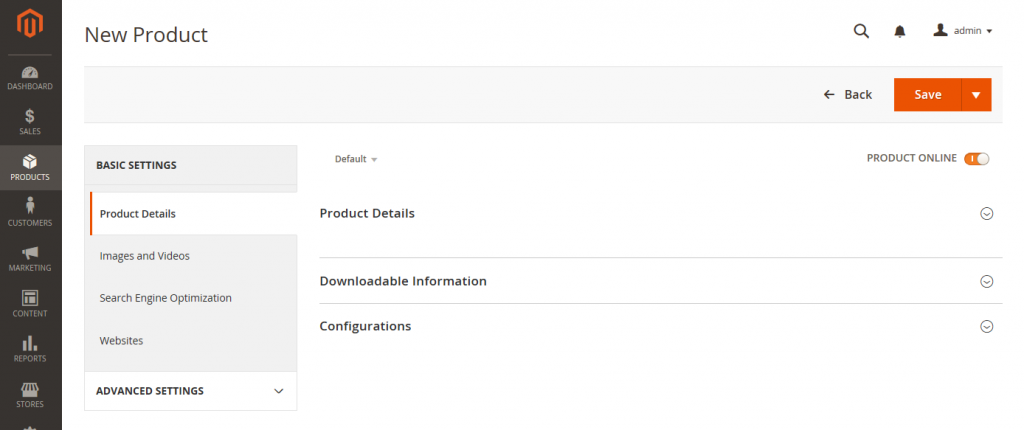 New Product
admin
DASHBOARD
SALES
PRODUCTS
CUSTOMERS
MARKETING
CONTENT
REPORTS
STORES
Back
Save
BASIC SETTINGS
Product Details
Images and Videos
Search Engine Optimization
Websites
ADVANCED SETTINGS
Default
PRODUCT ONLINE
Product Details
Downloadable Information
Configurations